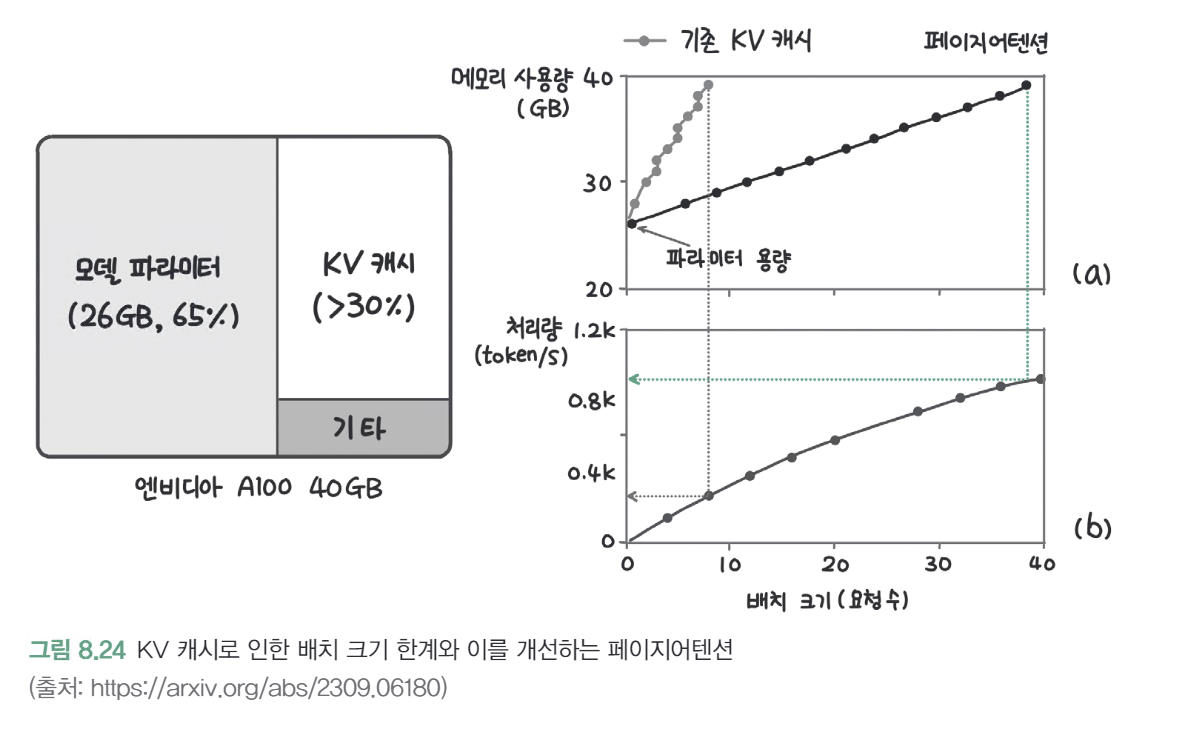 기존 KV 캐시
페이지어텐션
메모리 사용량
(GB)
40
30
20
파라미터 용량
(a)
모델 파라미터
(26GB, 65%)
KV 캐시
(>30%)
기타
엔비디아 A100 40GB
처리량
(token/s)
1.2k
0.8k
0.4k
0
(b)
0 10 20 30 40
배치 크기(요청 수)
그림 8.24 KV 캐시로 인한 배치 크기 한계와 이를 개선하는 페이지어텐션
(출처: https://arxiv.org/abs/2309.06180)